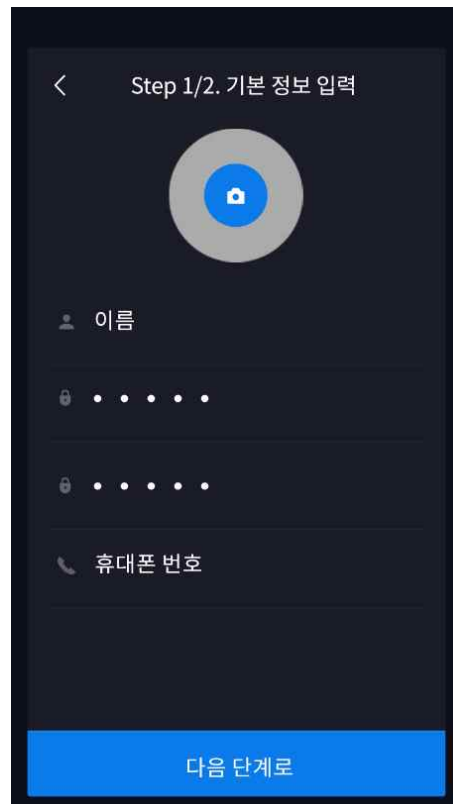 Step 1/2. 기본 정보 입력
이름
• • • • •
• • • • •
휴대폰 번호
다음 단계로